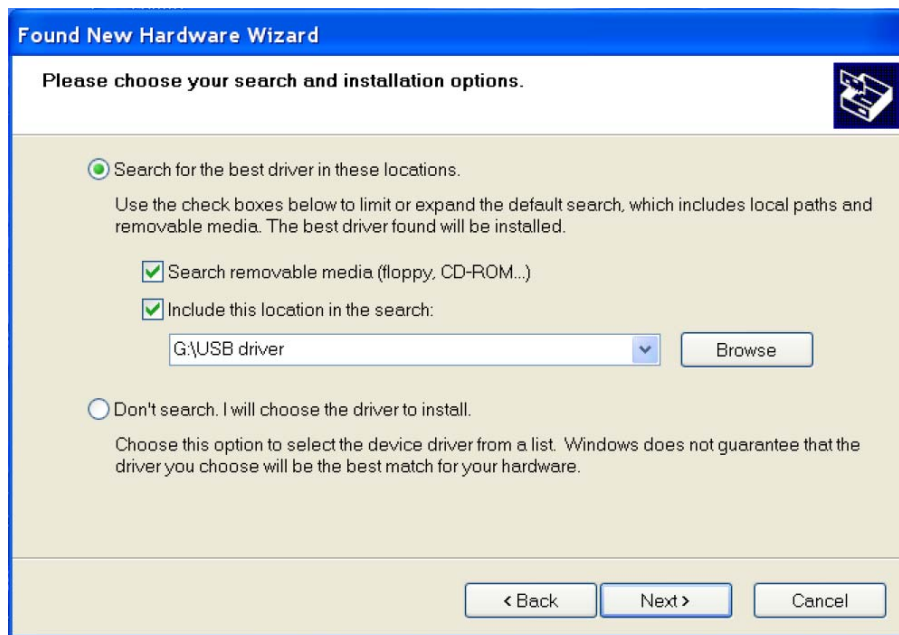 Found New Hardware Wizard
Please choose your search and installation options.
Search for the best driver in these locations.
Use the check boxes below to limit or expand the default search, which includes local paths and
removable media. The best driver found will be installed.
Search removable media (floppy, CD-ROM...)
Include this location in the search:
G:\USB driver
Browse
Don't search. I will choose the driver to install.
Choose this option to select the device driver from a list. Windows does not guarantee that the
driver you choose will be the best match for your hardware.
< Back
Next >
Cancel